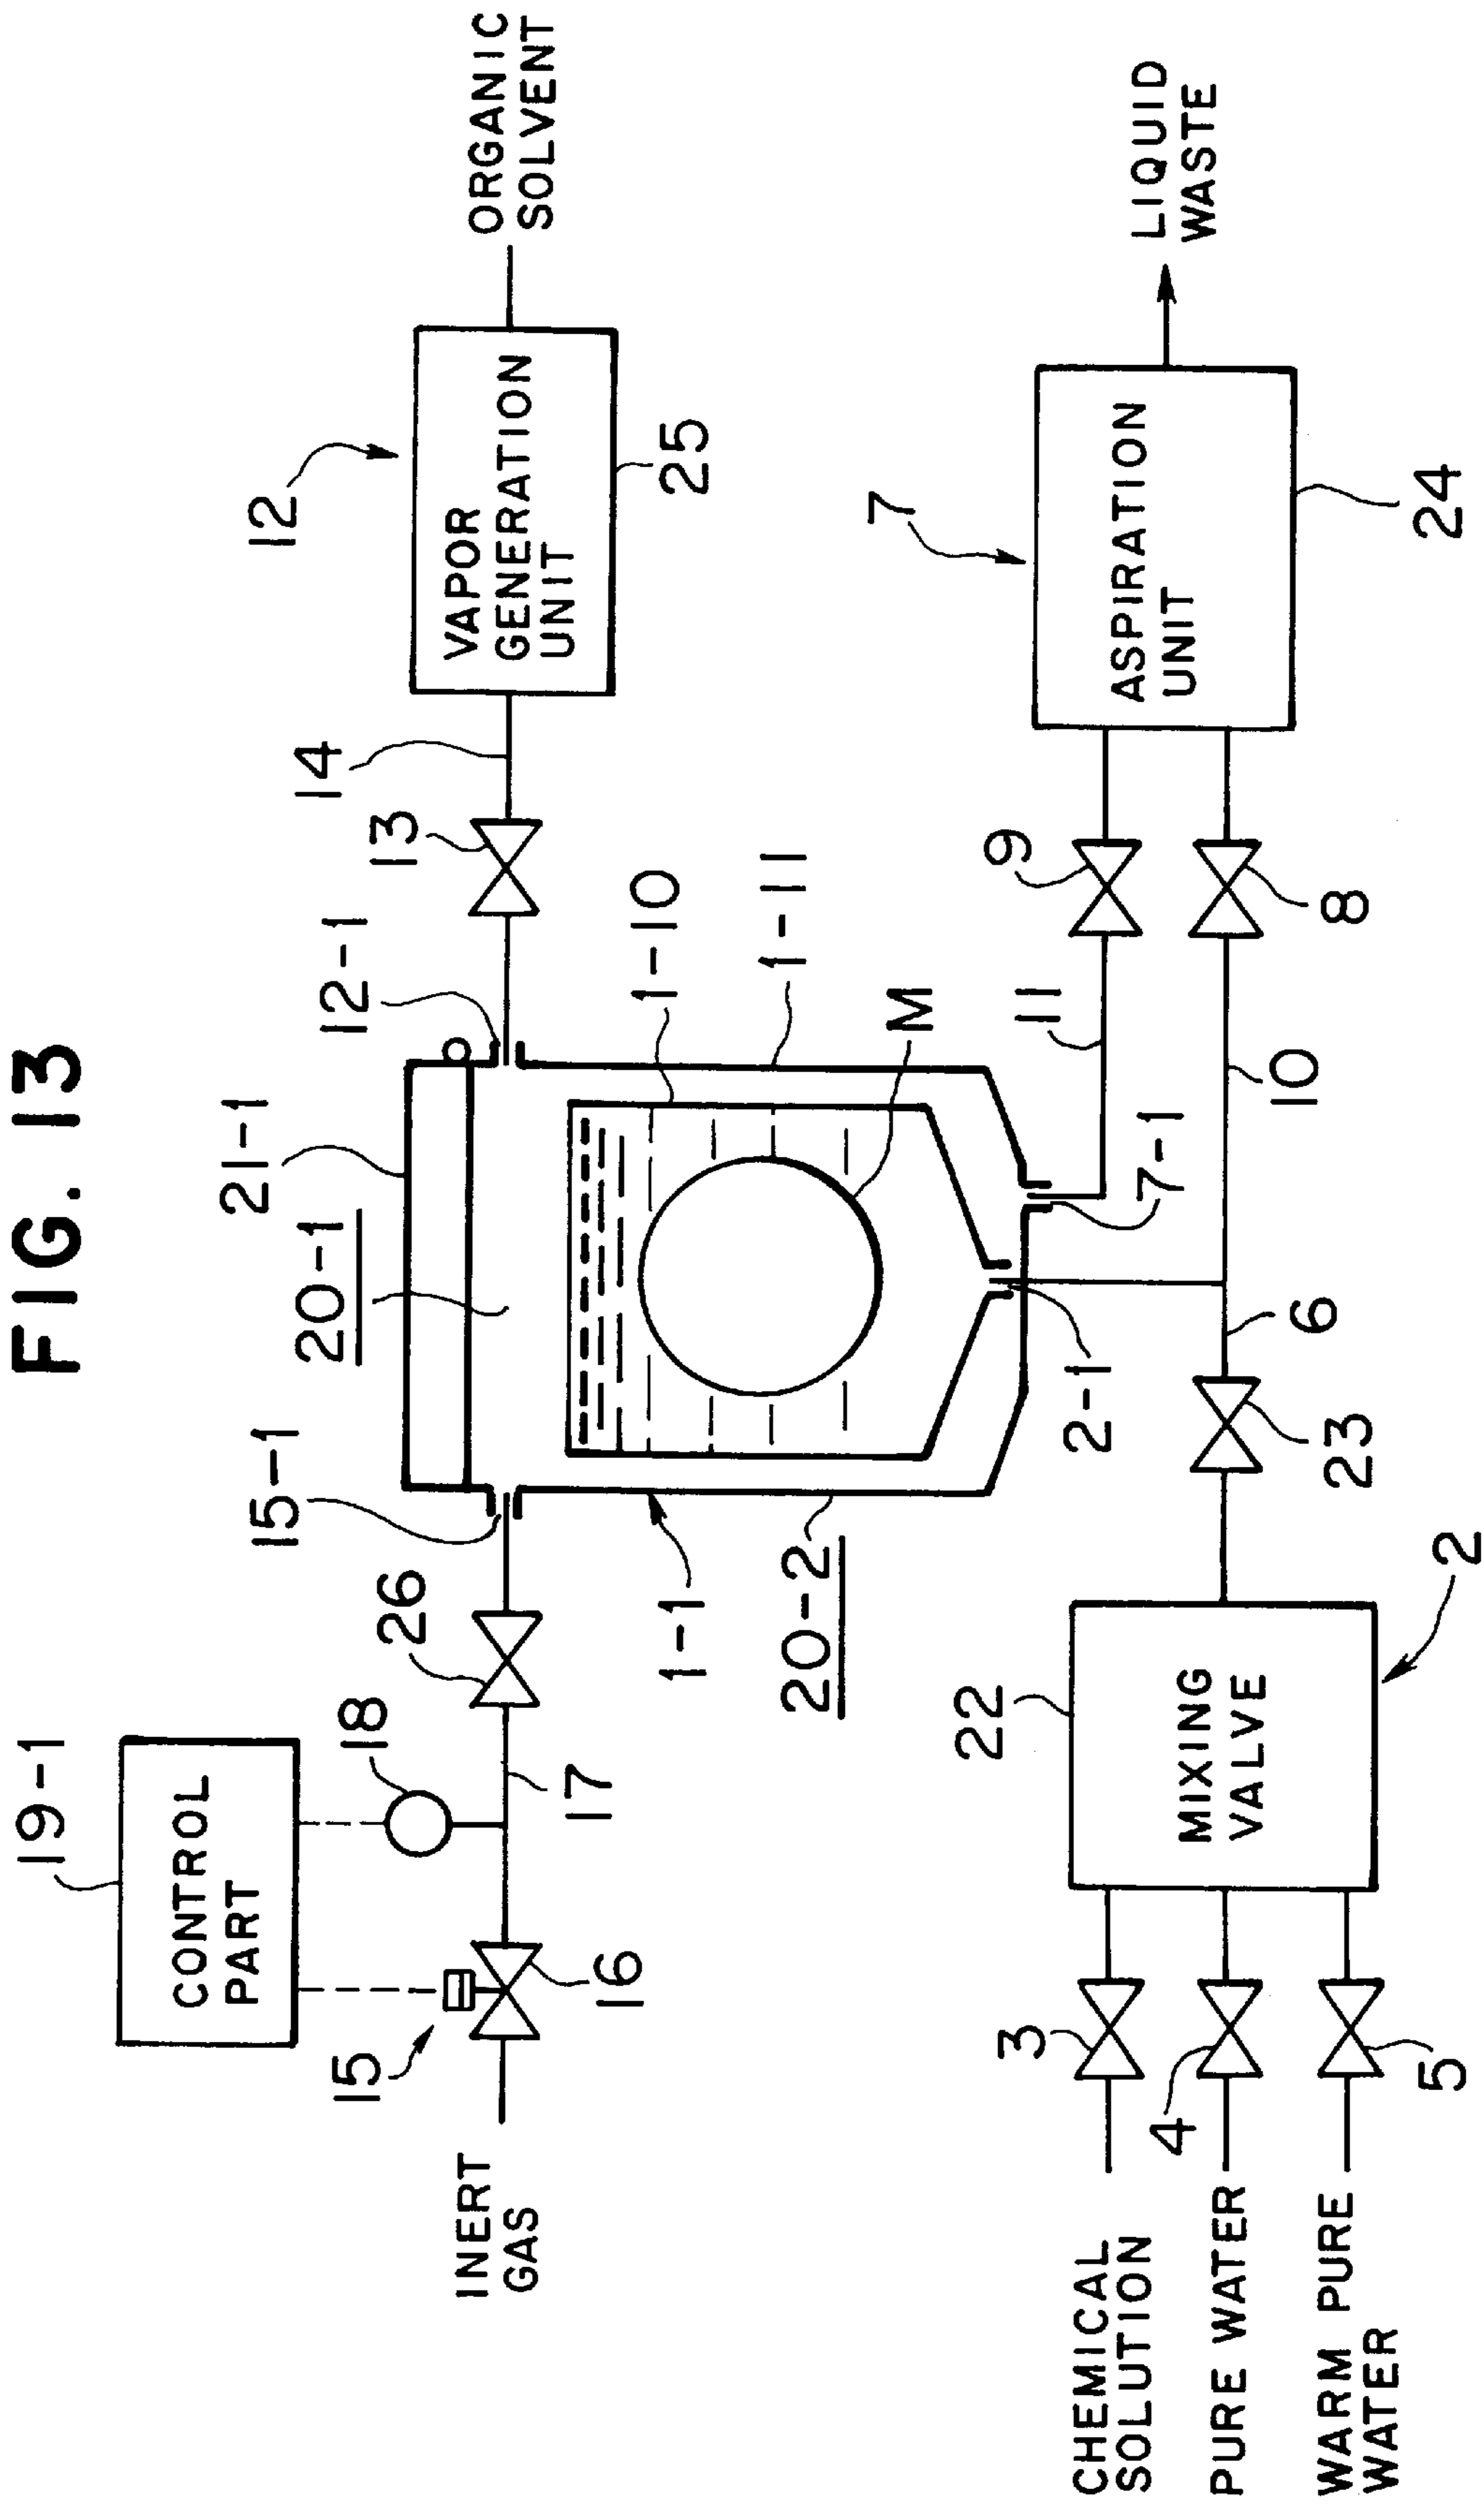 FIG. 13
19-1
CONTROL
PART
15
18
26
15-1
20-1
21-1
12-1
13
14
12
VAPOR
GENERATION
UNIT
25
ORGANIC
SOLVENT
INERT
GAS
16
17
1-1
20-2
1-10
1-11
M
2-1
7-1
11
9
7
ASPIRATION
UNIT
24
LIQUID
WASTE
8
10
6
23
22
MIXING
VALVE
2
3
4
5
CHEMICAL
SOLUTION
PURE WATER
WARM PURE
WATER